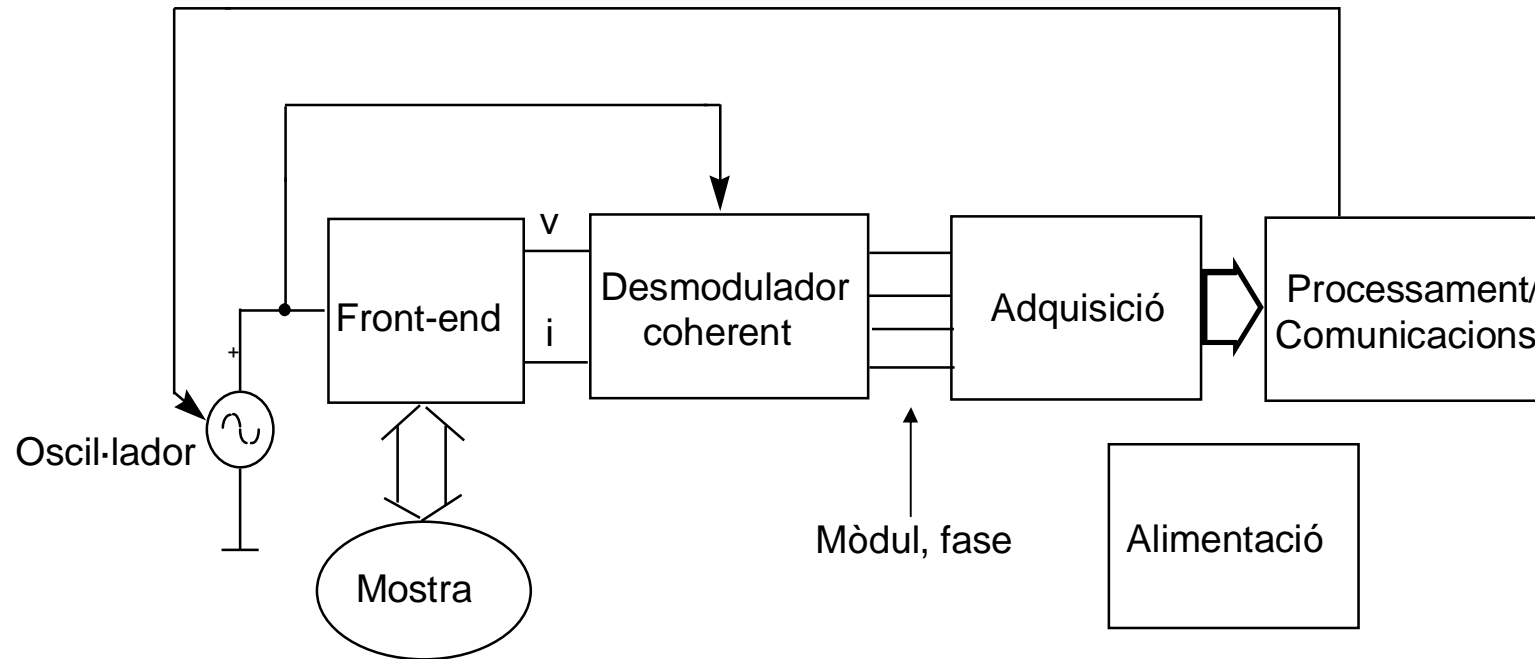 v
Front-end
i
Desmodulador
coherent
Adquisició
Processament/
Comunicacions
+
Oscil·lador
Mostra
Mòdul, fase
Alimentació